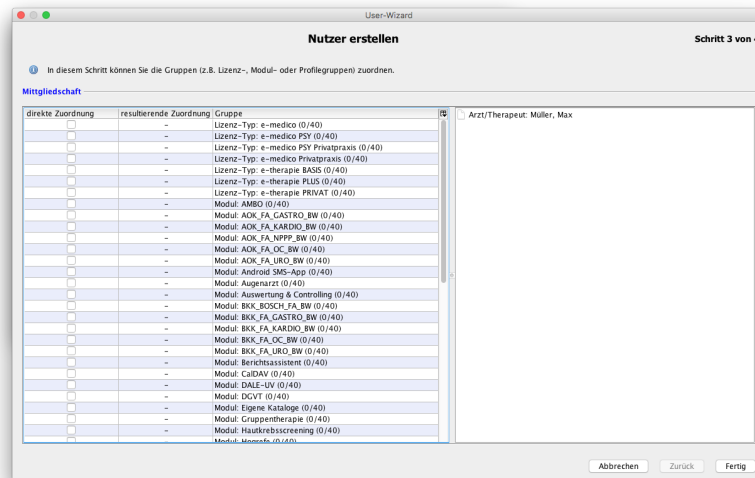 User-Wizard
Nutzer erstellen
Schritt 3 von
In diesem Schritt können Sie die Gruppen (z.B. Lizenz-, Modul- oder Profilegruppen) zuordnen.
Mittgliedschaft
direkte Zuordnung resultierende Zuordnung Gruppe
- Lizenz-Typ: e-medico (0/40)
- Lizenz-Typ: e-medico PSY (0/40)
- Lizenz-Typ: e-medico PSY Privatpraxis (0/40)
- Lizenz-Typ: e-medico Privatpraxis (0/40)
- Lizenz-Typ: e-therapie BASIS (0/40)
- Lizenz-Typ: e-therapie PLUS (0/40)
- Lizenz-Typ: e-therapie PRIVAT (0/40)
- Modul: AMBO (0/40)
- Modul: AOK_FA_GASTRO_BW (0/40)
- Modul: AOK_FA_KARDIO_BW (0/40)
- Modul: AOK_FA_NPPP_BW (0/40)
- Modul: AOK_FA_OC_BW (0/40)
- Modul: AOK_FA_URO_BW (0/40)
- Modul: Android SMS-App (0/40)
- Modul: Augenarzt (0/40)
- Modul: Auswertung & Controlling (0/40)
- Modul: BKK_BOSCH_FA_BW (0/40)
- Modul: BKK_FA_GASTRO_BW (0/40)
- Modul: BKK_FA_KARDIO_BW (0/40)
- Modul: BKK_FA_OC_BW (0/40)
- Modul: BKK_FA_URO_BW (0/40)
- Modul: Berichtsassistent (0/40)
- Modul: CalDAV (0/40)
- Modul: DALE-UV (0/40)
- Modul: DGVT (0/40)
- Modul: Eigene Kataloge (0/40)
- Modul: Gruppentherapie (0/40)
- Modul: Hautkrebsscreening (0/40)
- Modul: Hogrefe (0/40)
Arzt/Therapeut: Müller, Max
Abbrechen Zurück Fertig